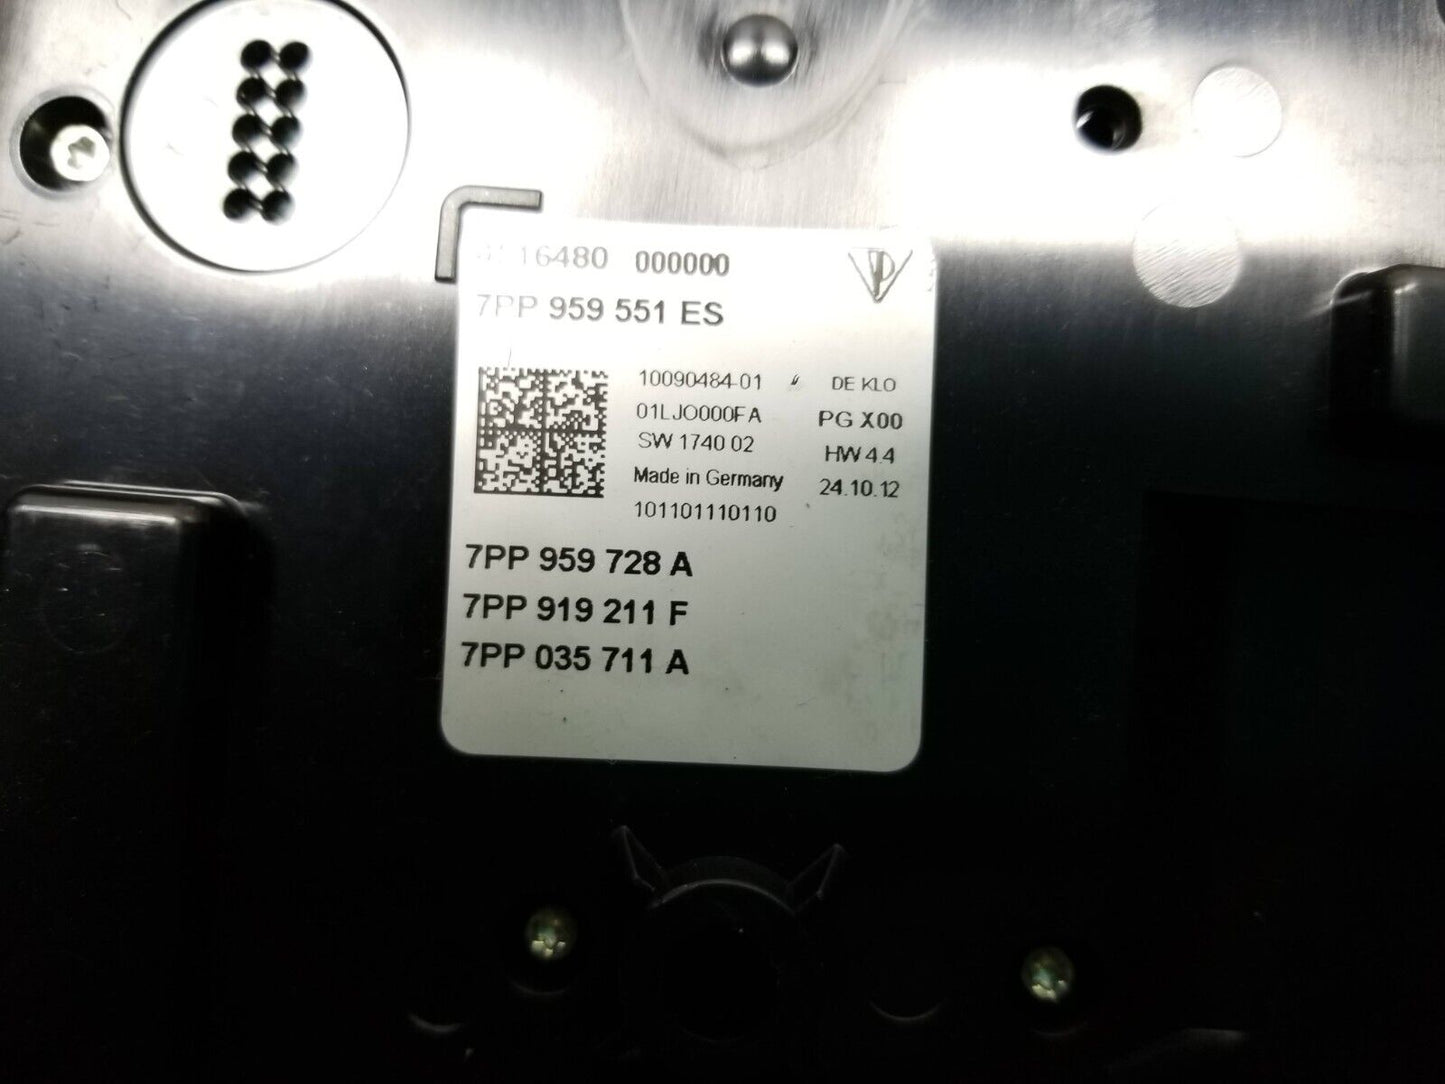 000000
7PP 959 551 ES
10090484-01 DE KLO
01LJO000FA PG X00
SW 1740 02 HW 4.4
Made in Germany 24.10.12
101101110110
7PP 959 728 A
7PP 919 211 F
7PP 035 711 A